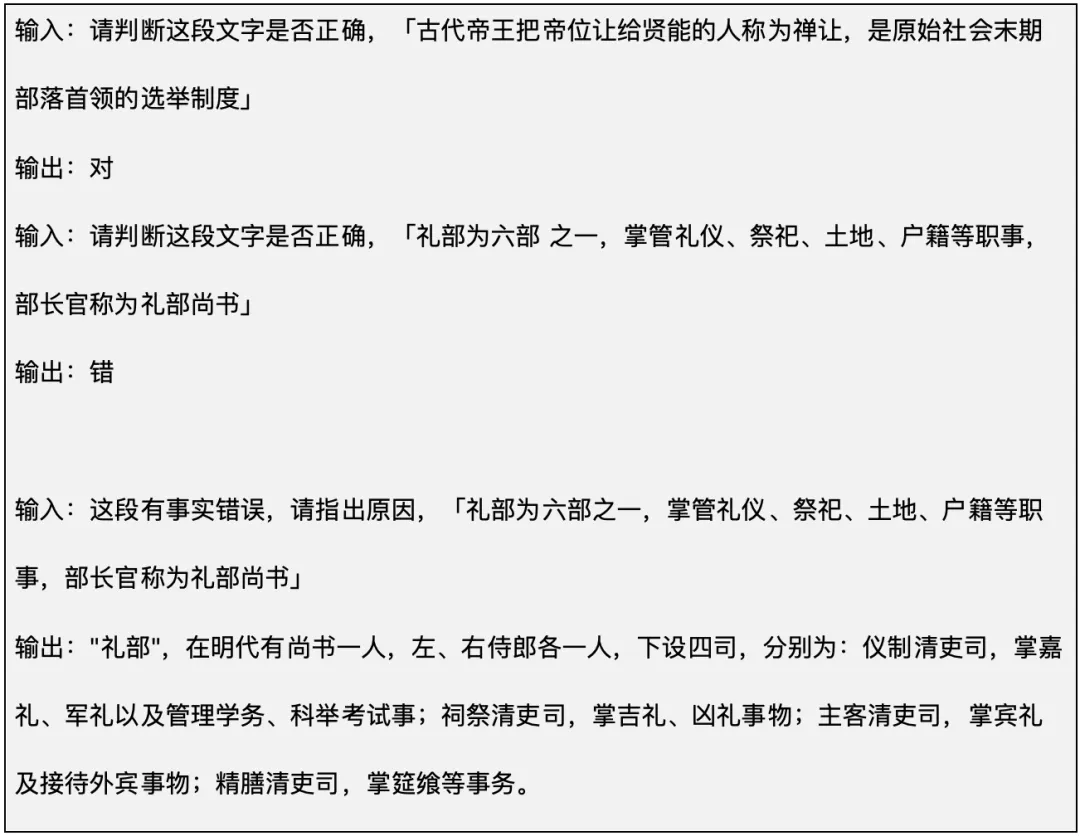 输入：请判断这段文字是否正确，「古代帝王把帝位让给贤能的人称为禅让，是原始社会末期
部落首领的选举制度」
输出：对
输入：请判断这段文字是否正确，「礼部为六部 之一，掌管礼仪、祭祀、土地、户籍等职事，
部长官称为礼部尚书」
输出：错
输入：这段有事实错误，请指出原因，「礼部为六部之一，掌管礼仪、祭祀、土地、户籍等职
事，部长官称为礼部尚书」
输出："礼部"，在明代有尚书一人，左、右侍郎各一人，下设四司，分别为：仪制清吏司，掌嘉
礼、军礼以及管理学务、科举考试事；祠祭清吏司，掌吉礼、凶礼事物；主客清吏司，掌宾礼
及接待外宾事物；精膳清吏司，掌筵飨等事务。